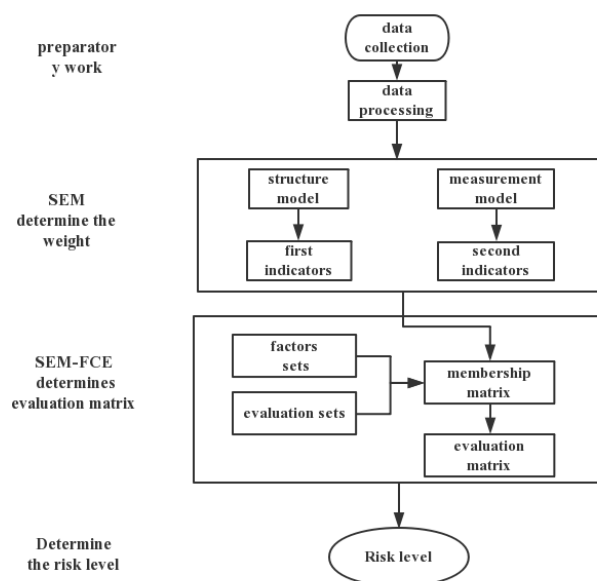 preparator
y work
data
collection
data
processing
SEM
determine the
weight
structure
model
measurement
model
first
indicators
second
indicators
SEM-FCE
determines
evaluation matrix
factors
sets
evaluation sets
membership
matrix
evaluation
matrix
Determine
the risk level
Risk level